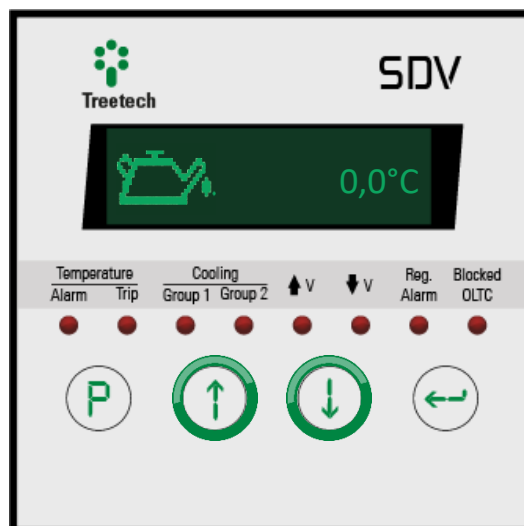 SDV
Treetech
0,0°C
Temperature
Alarm Trip
Cooling
Group 1 Group 2
V
V
Reg.
Alarm
Blocked
OLTC
P